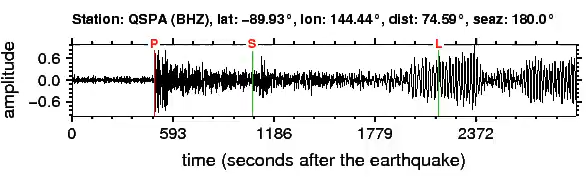 Station: QSPA (BHZ), lat: −89.93°, lon: 144.44°, dist: 74.59°, seaz: 180.0°
P S L
amplitude
0.6
0.0
−0.6
0 593 1186 1779 2372
time (seconds after the earthquake)